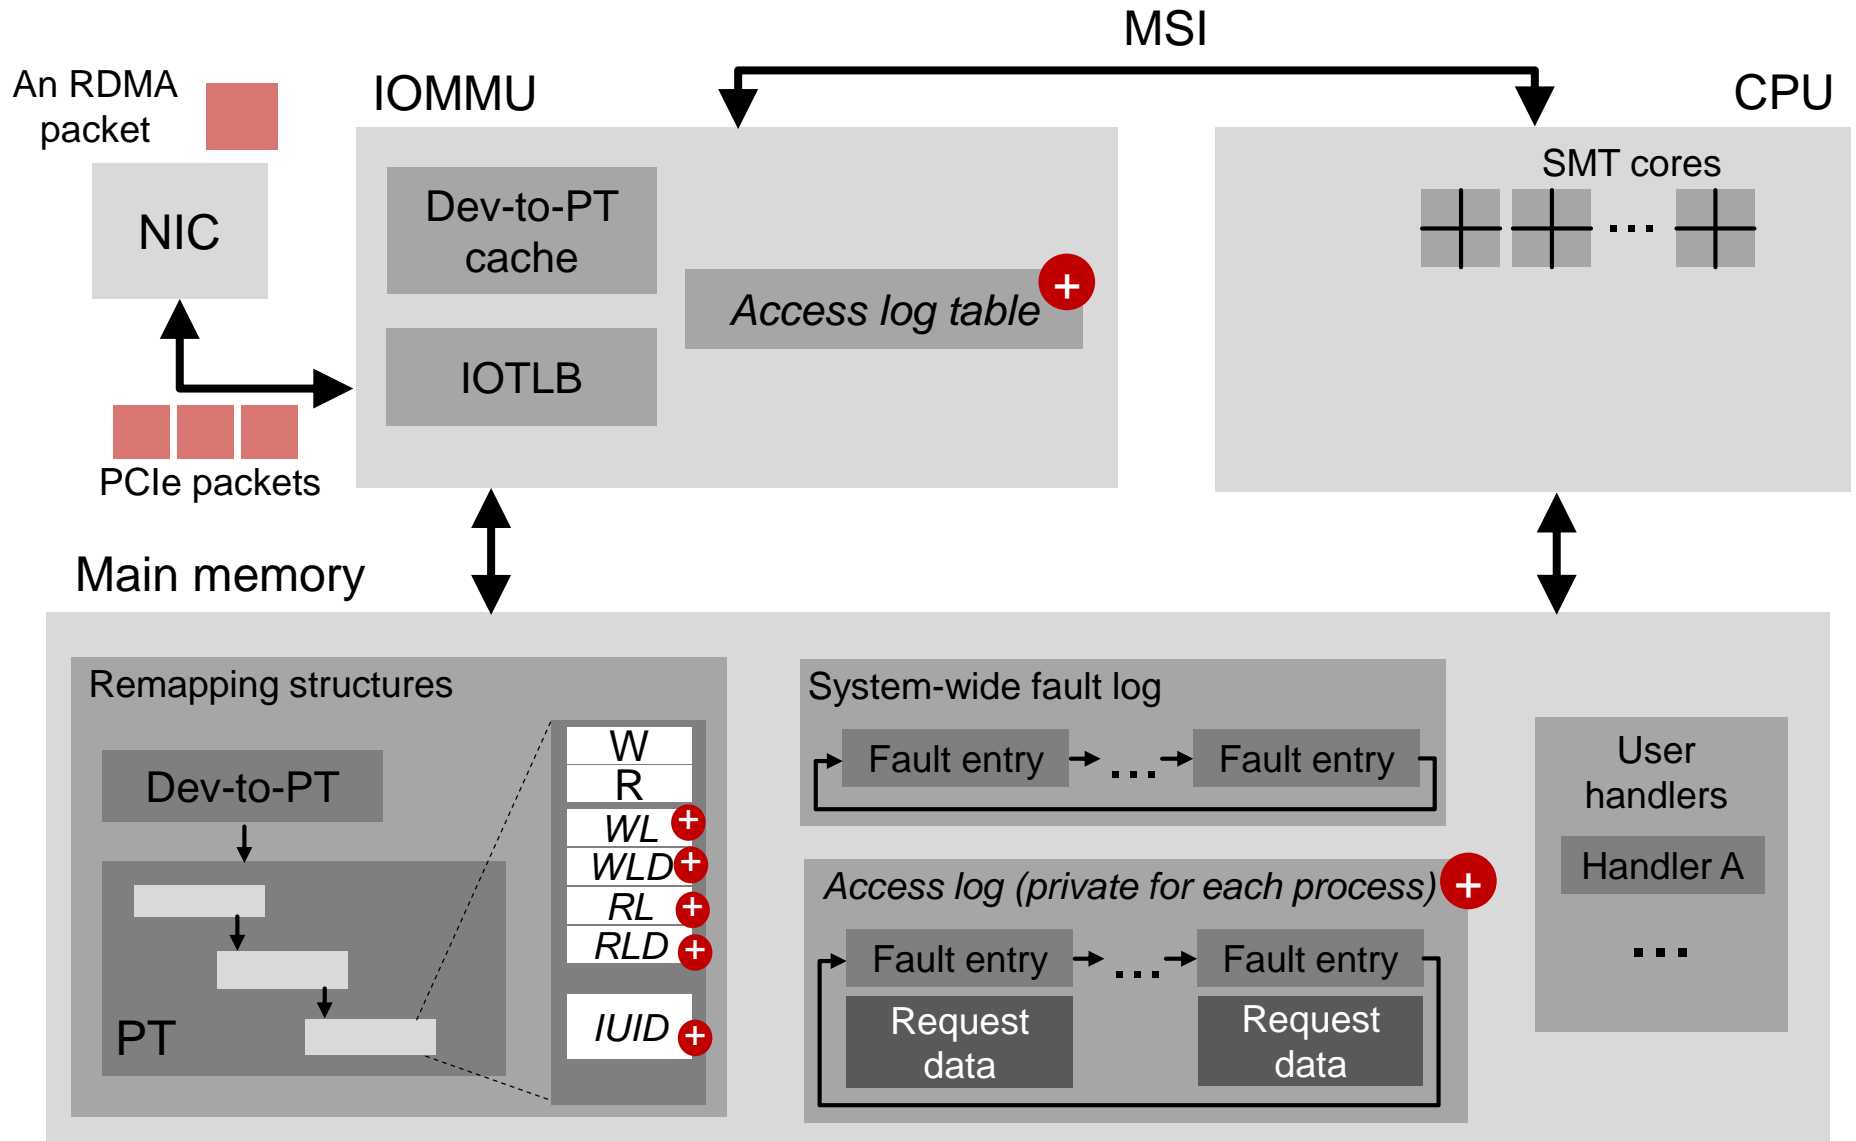 MSI
An RDMA
packet
IOMMU
CPU
NIC
Dev-to-PT
cache
Access log table
+
IOTLB
SMT cores
...
PCIe packets
Main memory
Remapping structures
Dev-to-PT
PT
W
R
WL +
WLD +
RL +
RLD +
IUID +
System-wide fault log
Fault entry ... Fault entry
Access log (private for each process) +
Fault entry ... Fault entry
Request
data
Request
data
User
handlers
Handler A
...